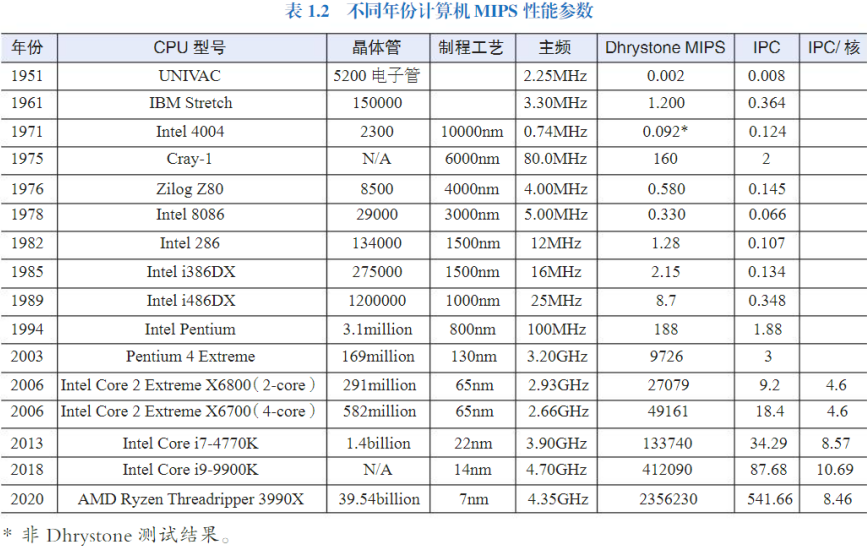 表 1.2 不同年份计算机 MIPS 性能参数
年份 CPU 型号 晶体管 制程工艺 主频 Dhrystone MIPS IPC IPC/ 核
1951 UNIVAC 5200 电子管 2.25MHz 0.002 0.008
1961 IBM Stretch 150000 3.30MHz 1.200 0.364
1971 Intel 4004 2300 10000nm 0.74MHz 0.092* 0.124
1975 Cray-1 N/A 6000nm 80.0MHz 160 2
1976 Zilog Z80 8500 4000nm 4.00MHz 0.580 0.145
1978 Intel 8086 29000 3000nm 5.00MHz 0.330 0.066
1982 Intel 286 134000 1500nm 12MHz 1.28 0.107
1985 Intel i386DX 275000 1500nm 16MHz 2.15 0.134
1989 Intel i486DX 1200000 1000nm 25MHz 8.7 0.348
1994 Intel Pentium 3.1million 800nm 100MHz 188 1.88
2003 Pentium 4 Extreme 169million 130nm 3.20GHz 9726 3
2006 Intel Core 2 Extreme X6800（2-core） 291million 65nm 2.93GHz 27079 9.2 4.6
2006 Intel Core 2 Extreme X6700（4-core） 582million 65nm 2.66GHz 49161 18.4 4.6
2013 Intel Core i7-4770K 1.4billion 22nm 3.90GHz 133740 34.29 8.57
2018 Intel Core i9-9900K N/A 14nm 4.70GHz 412090 87.68 10.69
2020 AMD Ryzen Threadripper 3990X 39.54billion 7nm 4.35GHz 2356230 541.66 8.46
* 非 Dhrystone 测试结果。